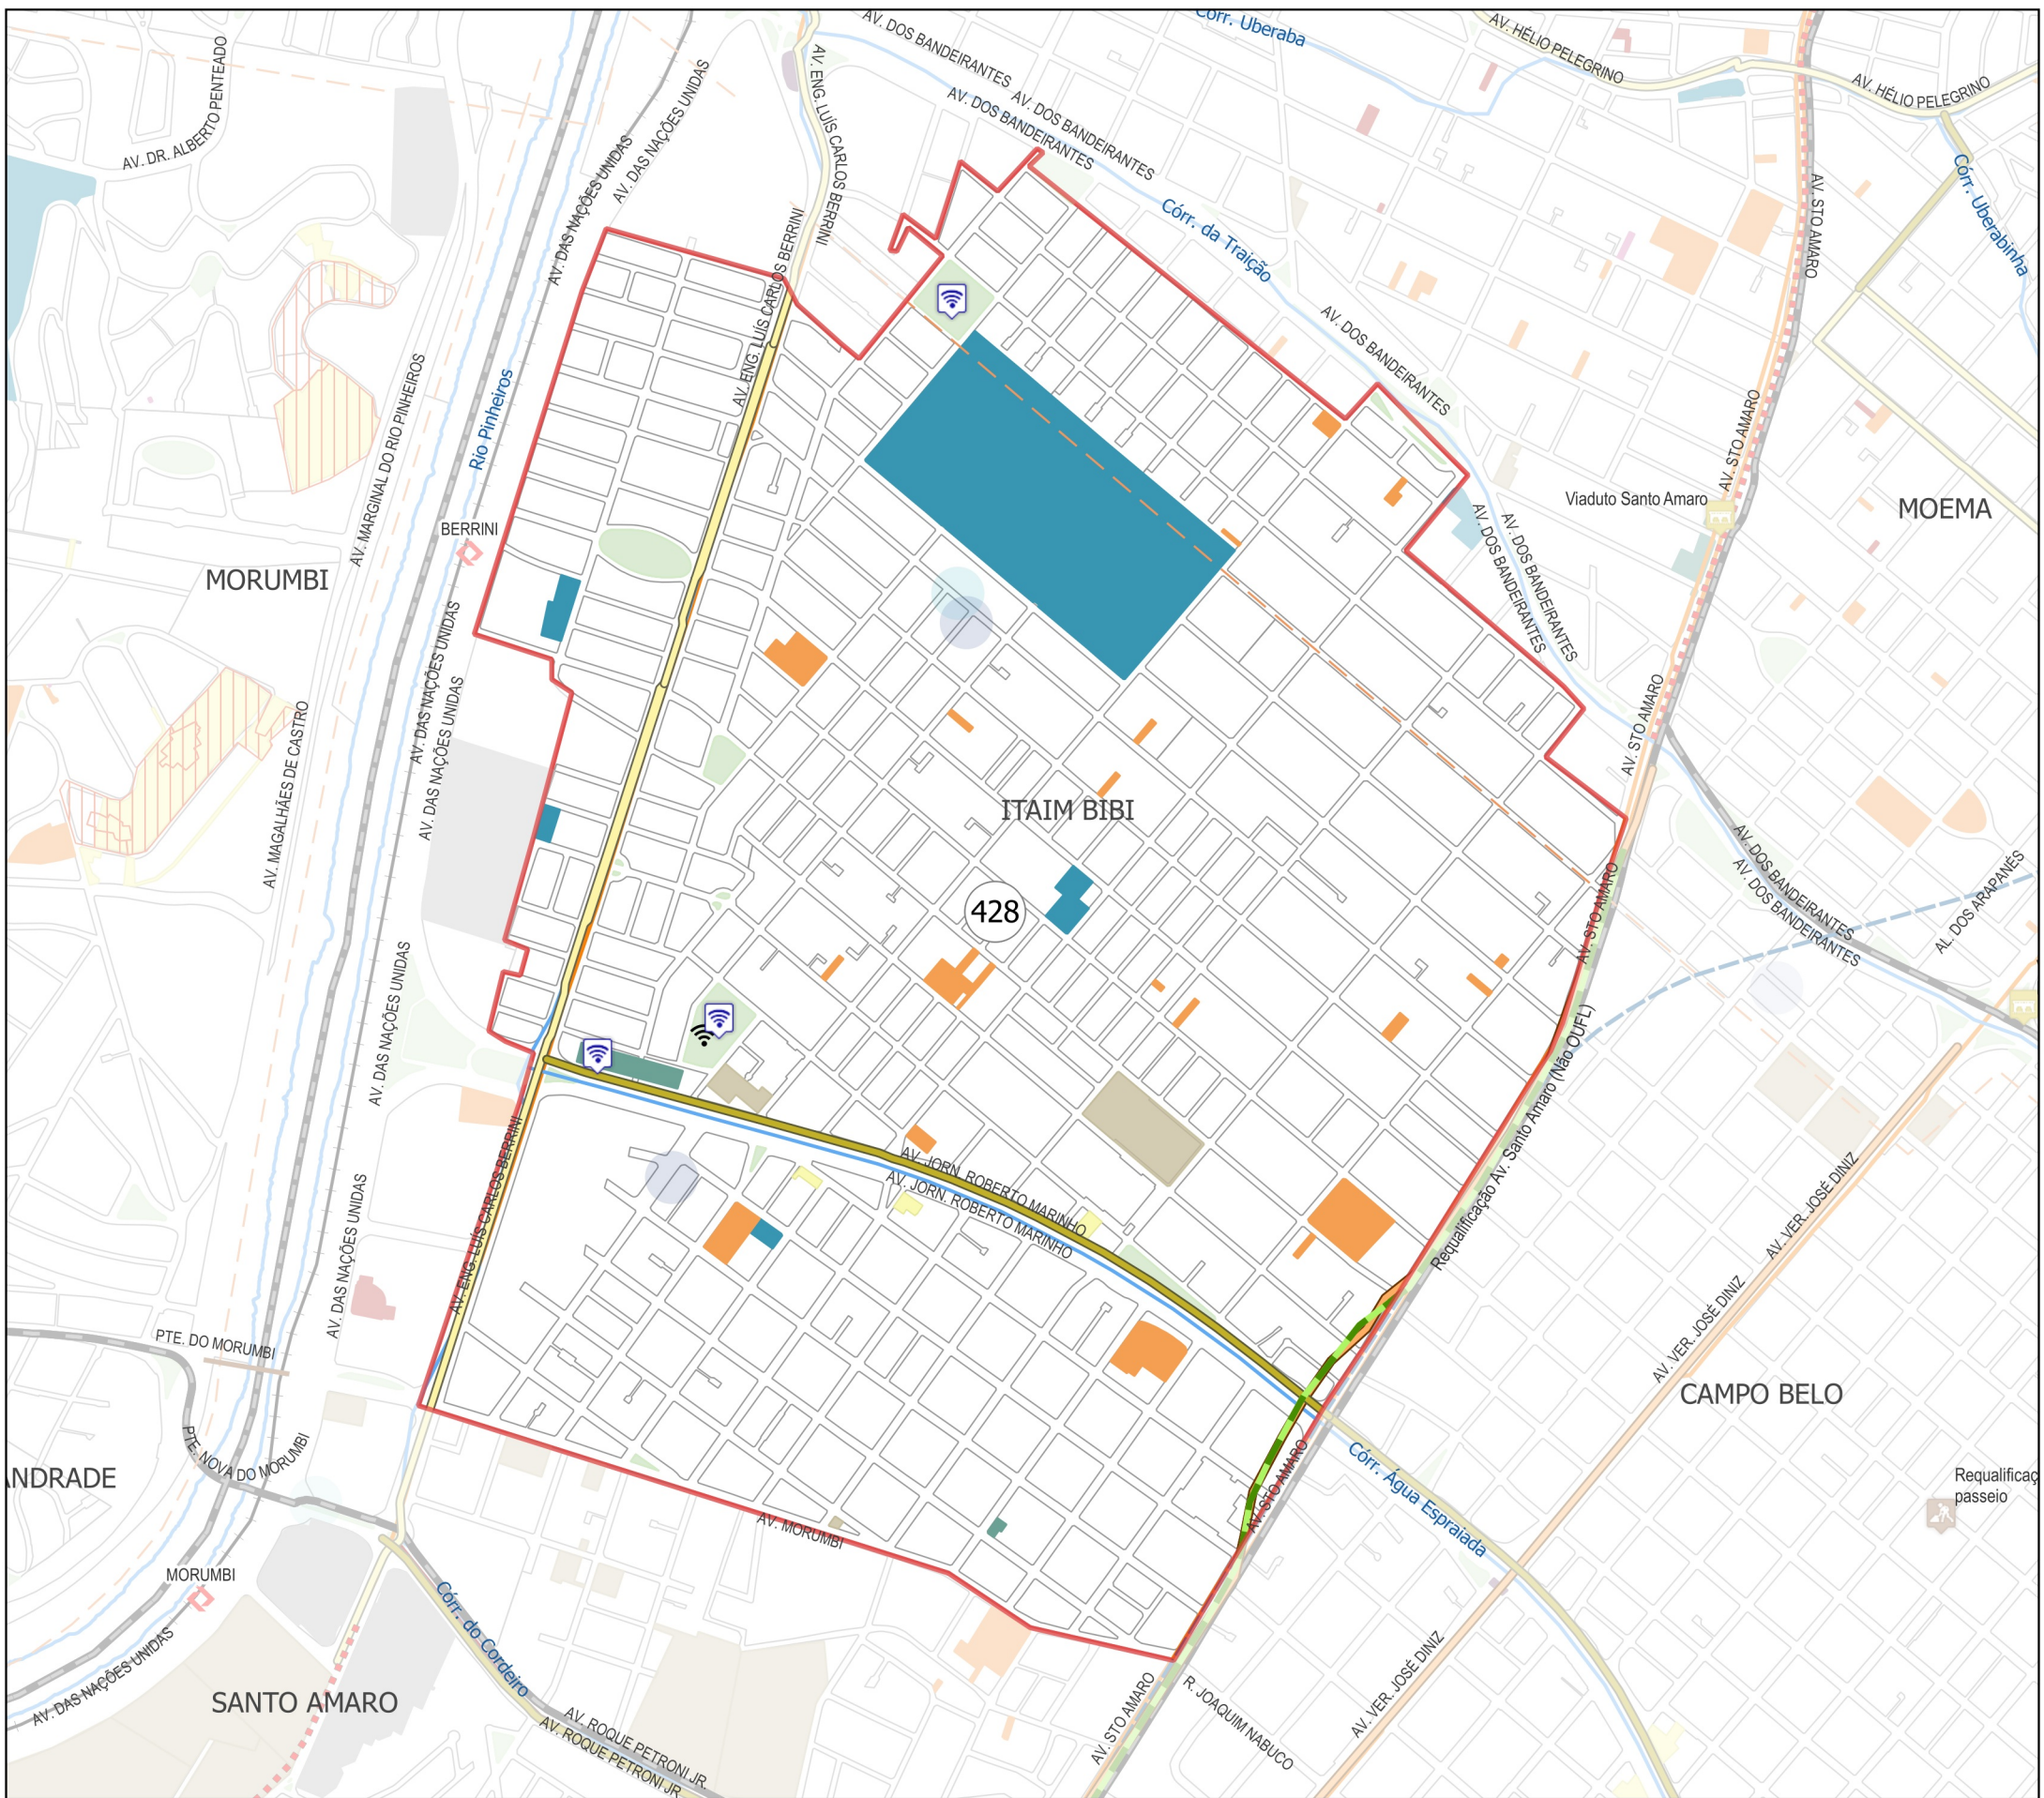 AV. DOS BANDEIRANTES
Córr. Uberaba
AV. HÉLIO PELEGRINO
AV. HÉLIO PELEGRINO
AV. DR. ALBERTO PENTEADO
AV. DAS NAÇÕES UNIDAS
AV. DAS NAÇÕES UNIDAS
AV. DAS NAÇÕES UNIDAS
AV. ENG. LUÍS CARLOS BERRINI
AV. DOS BANDEIRANTES
AV. DOS BANDEIRANTES
Córr. da Traição
AV. STO AMARO
Córr. Uberabinha
AV. ENG. LUÍS CARLOS BERRINI
AV. DOS BANDEIRANTES
AV. MARGINAL DO RIO PINHEIROS
Rio Pinheiros
BERRINI
MORUMBI
Viaduto Santo Amaro
AV. STO AMARO
MOEMA
AV. DOS BANDEIRANTES
AV. DOS BANDEIRANTES
AV. DAS NAÇÕES UNIDAS
AV. DAS NAÇÕES UNIDAS
AV. MAGALHÃES DE CASTRO
AV. STO AMARO
ITAIM BIBI
428
AV. DOS BANDEIRANTES
AV. DOS BANDEIRANTES
AL. DOS ARAPANÉS
AV. STO AMARO
AV. DAS NAÇÕES UNIDAS
Requalificação Av. Santo Amaro (Não OUFL)
AV. JORN. ROBERTO MARINHO
AV. JORN. ROBERTO MARINHO
AV. ENG. LUÍS CARLOS BERRINI
AV. DAS NAÇÕES UNIDAS
AV. VER. JOSÉ DINIZ
AV. VER. JOSÉ DINIZ
PTE. DO MORUMBI
CAMPO BELO
PTE. NOVA DO MORUMBI
ANDRADE
AV. STO AMARO
Córr. Água Espraiada
Requalificaç
passeio
AV. MORUMBI
MORUMBI
Córr. do Cordeiro
AV. DAS NAÇÕES UNIDAS
SANTO AMARO
AV. ROQUE PETRONI JR.
AV. ROQUE PETRONI JR
AV. STO AMARO
R. JOAQUIM NABUCO
AV. VER. JOSÉ DINIZ